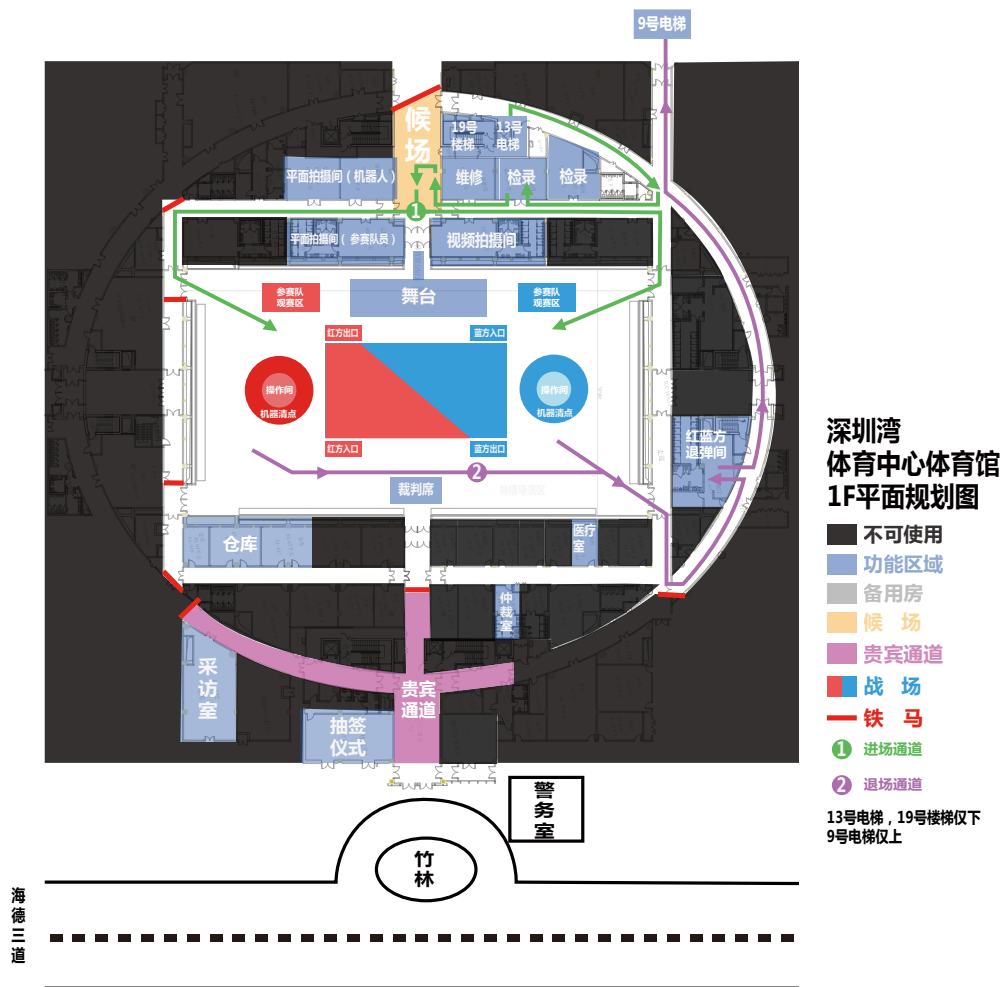 9号电梯
候
场
19号
楼梯
13号
电梯
平面拍摄间（机器人）
维修
检录
检录
1
平面拍摄间（参赛队员）
视频拍摄间
参赛队
观赛区
舞台
参赛队
观赛区
红方出口
蓝方入口
操作间
机器清点
操作间
机器清点
红方入口
蓝方出口
红蓝方
退弹间
2
裁判席
仓库
医疗
室
仲
裁
室
采
访
室
贵宾
通道
抽签
仪式
警
务
室
竹
林
海
德
三
道
深圳湾
体育中心体育馆
1F平面规划图
不可使用
功能区域
备用房
候 场
贵宾通道
战 场
铁 马
1 进场通道
2 退场通道
13号电梯，19号楼梯仅下
9号电梯仅上